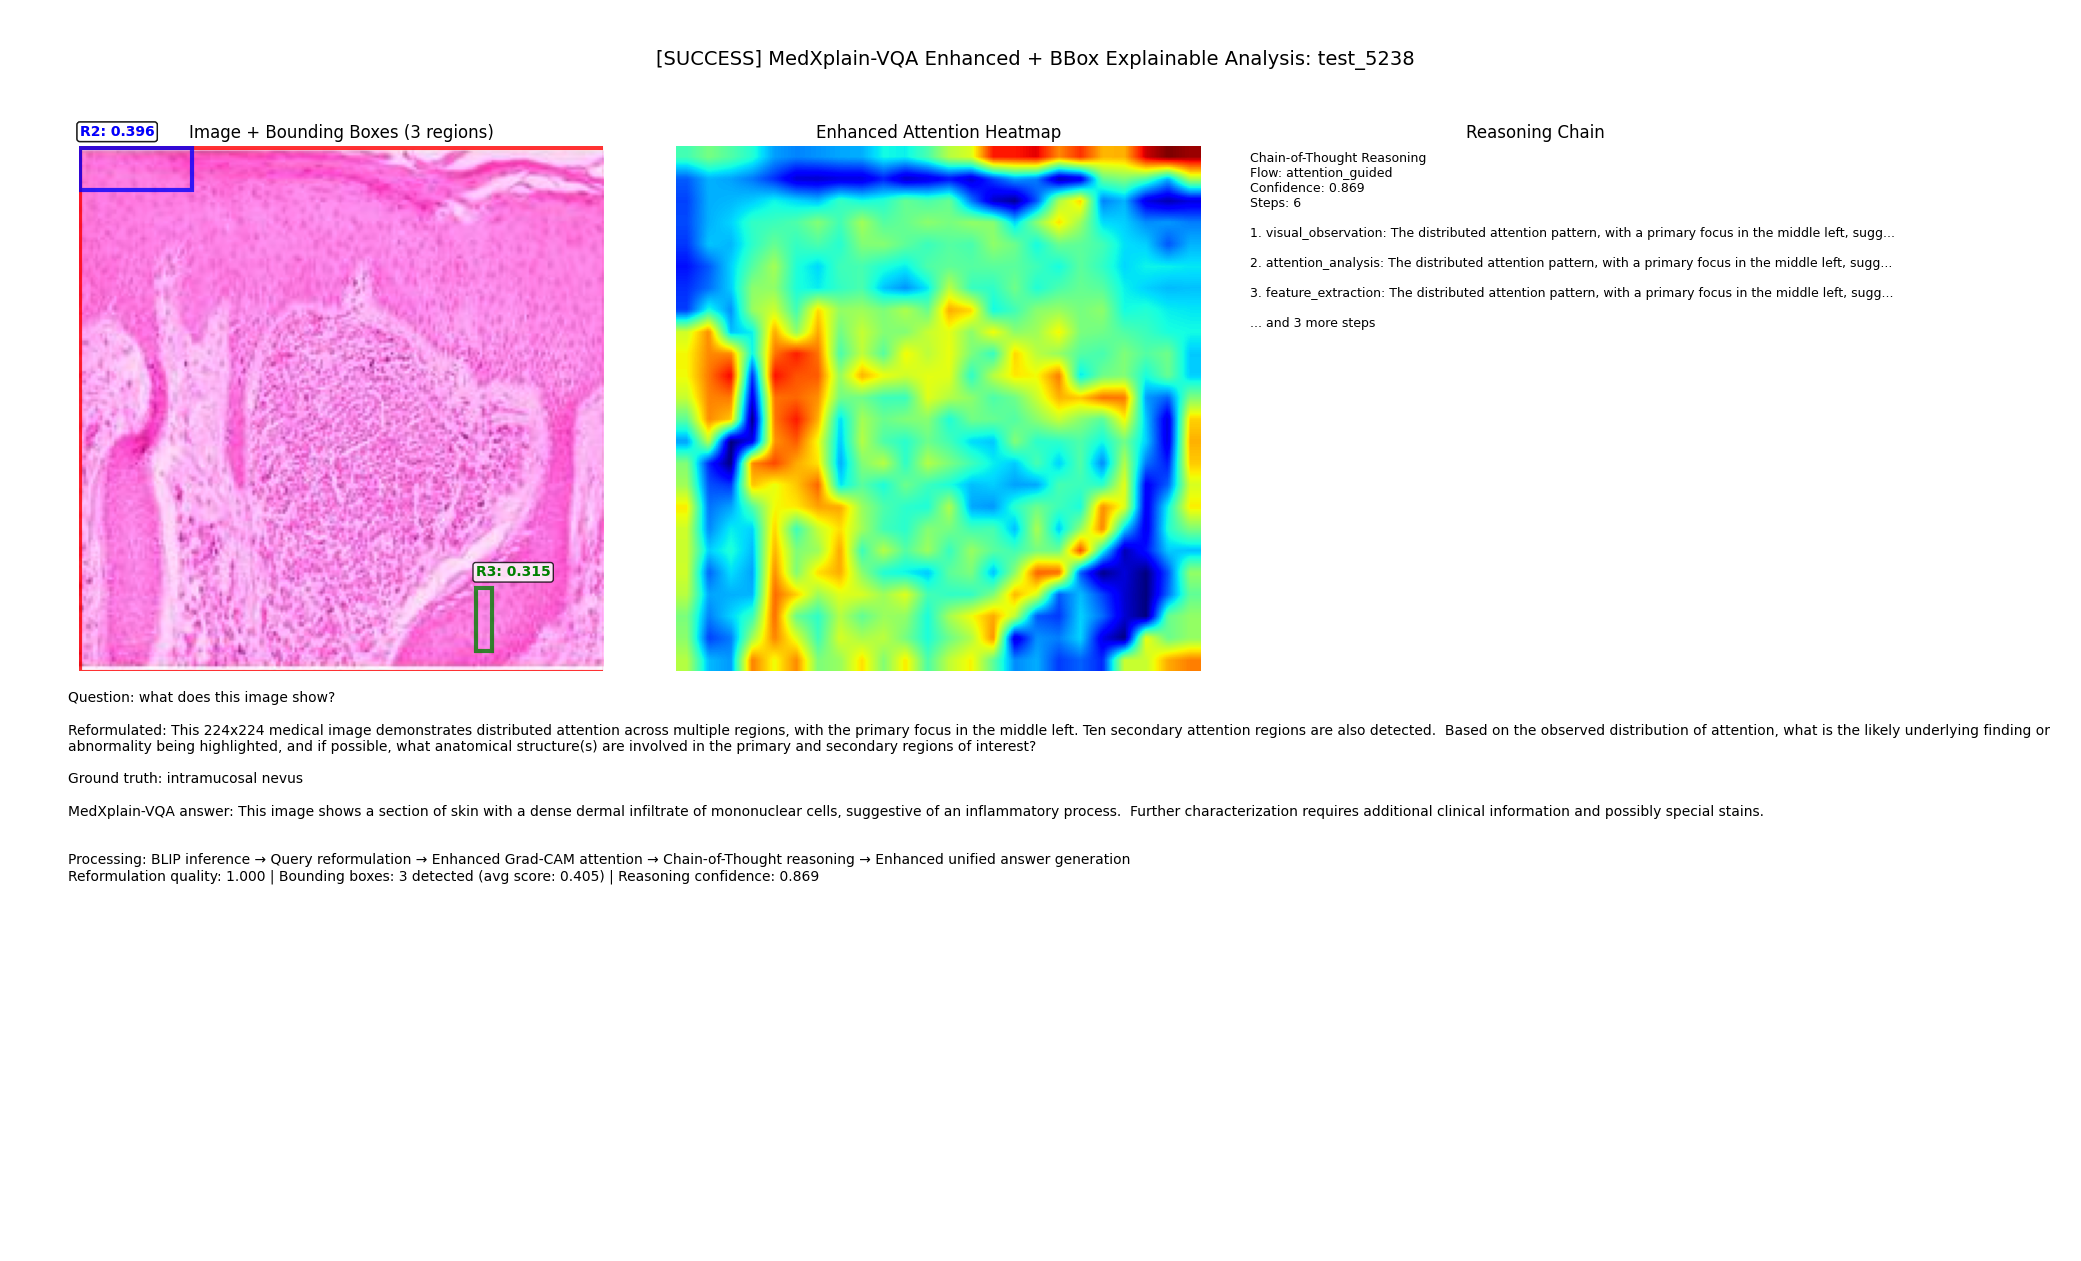 [SUCCESS] MedXplain-VQA Enhanced + BBox Explainable Analysis: test_5238
R2: 0.396
Image + Bounding Boxes (3 regions)
R3: 0.315
Enhanced Attention Heatmap
Reasoning Chain
Chain-of-Thought Reasoning
Flow: attention_guided
Confidence: 0.869
Steps: 6
1. visual_observation: The distributed attention pattern, with a primary focus in the middle left, sugg...
2. attention_analysis: The distributed attention pattern, with a primary focus in the middle left, sugg...
3. feature_extraction: The distributed attention pattern, with a primary focus in the middle left, sugg...
... and 3 more steps
Question: what does this image show?
Reformulated: This 224x224 medical image demonstrates distributed attention across multiple regions, with the primary focus in the middle left. Ten secondary attention regions are also detected.  Based on the observed distribution of attention, what is the likely underlying finding or
abnormality being highlighted, and if possible, what anatomical structure(s) are involved in the primary and secondary regions of interest?
Ground truth: intramucosal nevus
MedXplain-VQA answer: This image shows a section of skin with a dense dermal infiltrate of mononuclear cells, suggestive of an inflammatory process.  Further characterization requires additional clinical information and possibly special stains.
Processing: BLIP inference → Query reformulation → Enhanced Grad-CAM attention → Chain-of-Thought reasoning → Enhanced unified answer generation
Reformulation quality: 1.000 | Bounding boxes: 3 detected (avg score: 0.405) | Reasoning confidence: 0.869